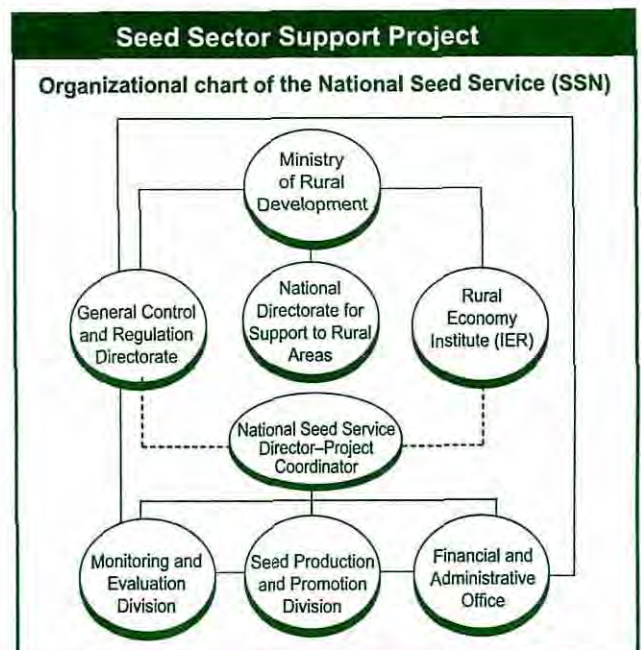 Seed Sector Support Project
Organizational chart of the National Seed Service (SSN)
Ministry
of Rural
Development
General Control
and Regulation
Directorate
National
Directorate for
Support to Rural
Areas
Rural
Economy
Institute (IER)
National Seed Service
Director–Project
Coordinator
Monitoring and
Evaluation
Division
Seed Production
and Promotion
Division
Financial and
Administrative
Office